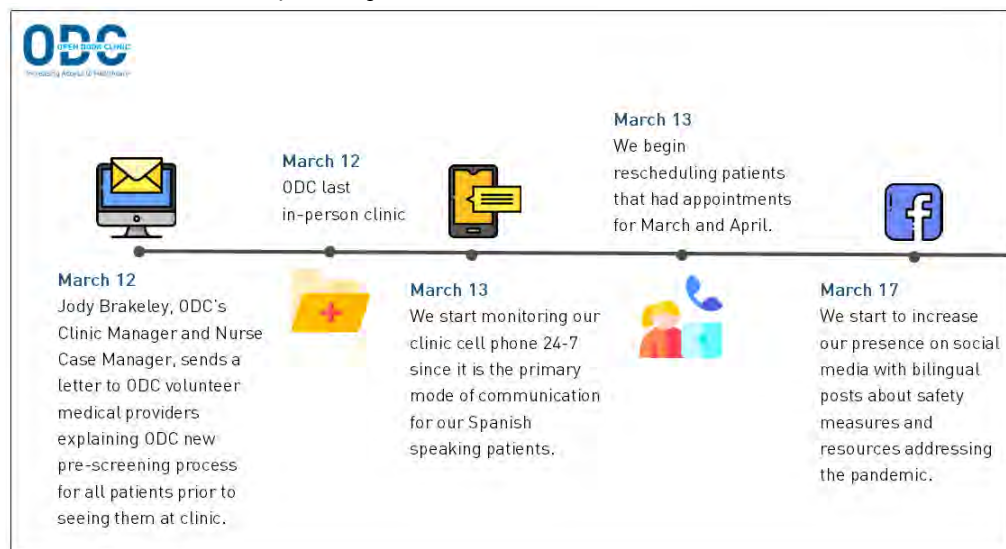 ODC
OPEN DOOR CLINIC
Increasing Access to Healthcare
March 12
Jody Brakeley, ODC's
Clinic Manager and Nurse
Case Manager, sends a
letter to ODC volunteer
medical providers
explaining ODC new
pre-screening process
for all patients prior to
seeing them at clinic.
March 12
ODC last
in-person clinic
March 13
We start monitoring our
clinic cell phone 24-7
since it is the primary
mode of communication
for our Spanish
speaking patients.
March 13
We begin
rescheduling patients
that had appointments
for March and April.
March 17
We start to increase
our presence on social
media with bilingual
posts about safety
measures and
resources addressing
the pandemic.